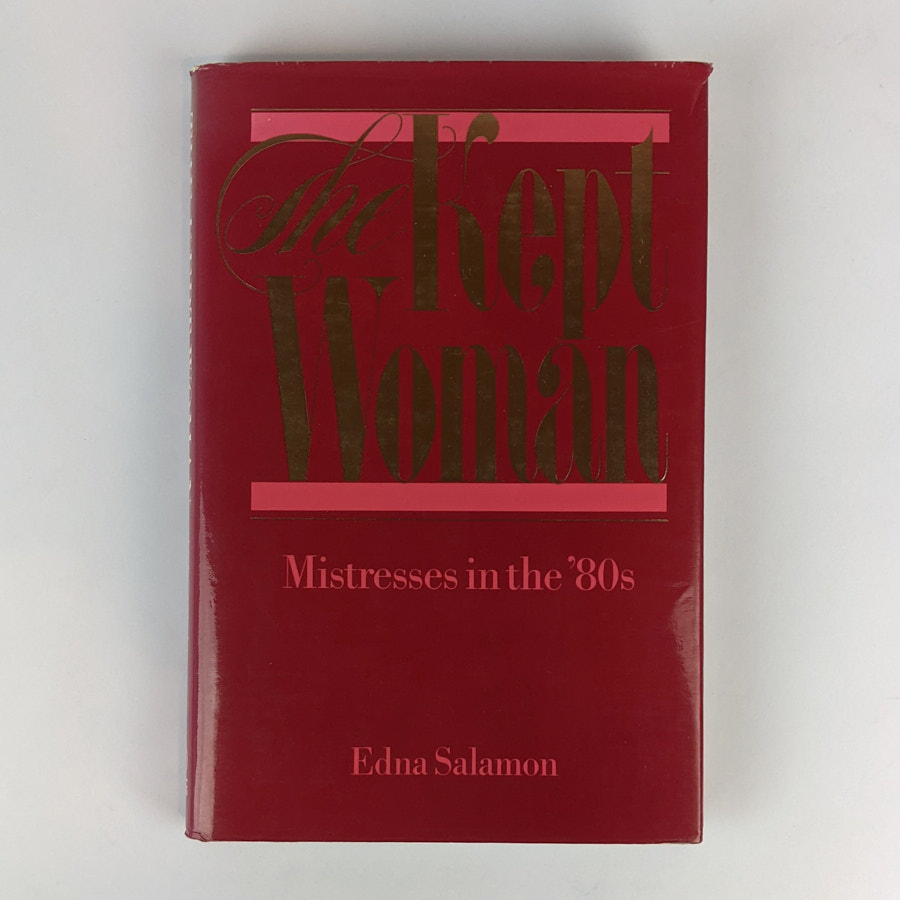 The Kept
Woman
Mistresses in the ’80s
Edna Salamon